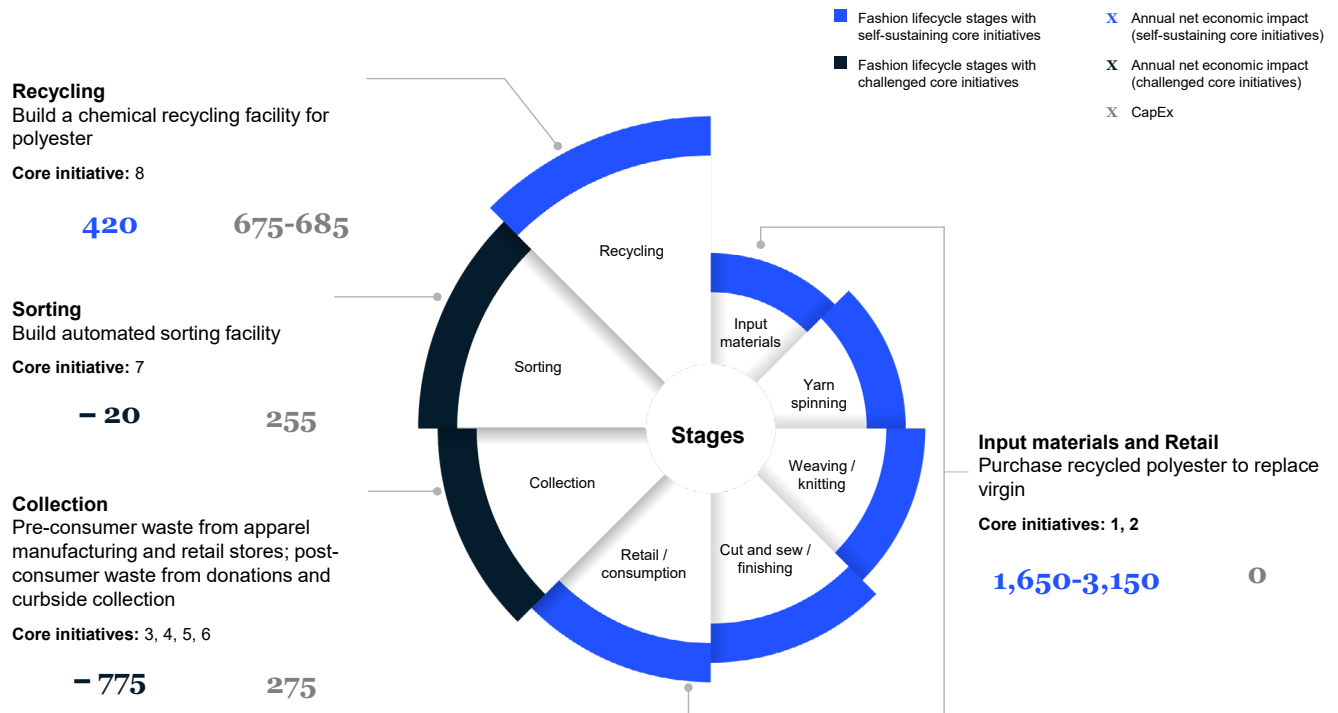 Fashion lifecycle stages with
self-sustaining core initiatives
Fashion lifecycle stages with
challenged core initiatives
X Annual net economic impact
(self-sustaining core initiatives)
X Annual net economic impact
(challenged core initiatives)
X CapEx
Recycling
Build a chemical recycling facility for
polyester
Core initiative: 8
420 675-685
Sorting
Build automated sorting facility
Core initiative: 7
– 20 255
Collection
Pre-consumer waste from apparel
manufacturing and retail stores; post-
consumer waste from donations and
curbside collection
Core initiatives: 3, 4, 5, 6
– 775 275
Recycling
Sorting
Collection
Retail /
consumption
Cut and sew /
finishing
Weaving /
knitting
Yarn
spinning
Input
materials
Stages
Input materials and Retail
Purchase recycled polyester to replace
virgin
Core initiatives: 1, 2
1,650-3,150 0